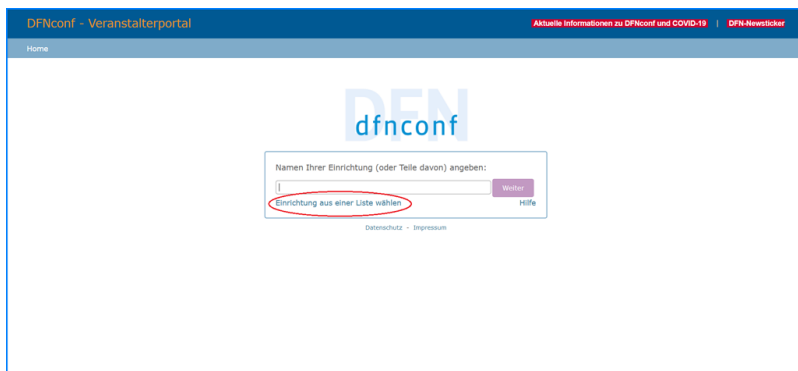 DFNconf - Veranstalterportal
Aktuelle Informationen zu DFNconf und COVID-19 | DFN-Newsticker
Home
DFN
dfnconf
Namen Ihrer Einrichtung (oder Teile davon) angeben:
Weiter
Einrichtung aus einer Liste wählen Hilfe
Datenschutz - Impressum